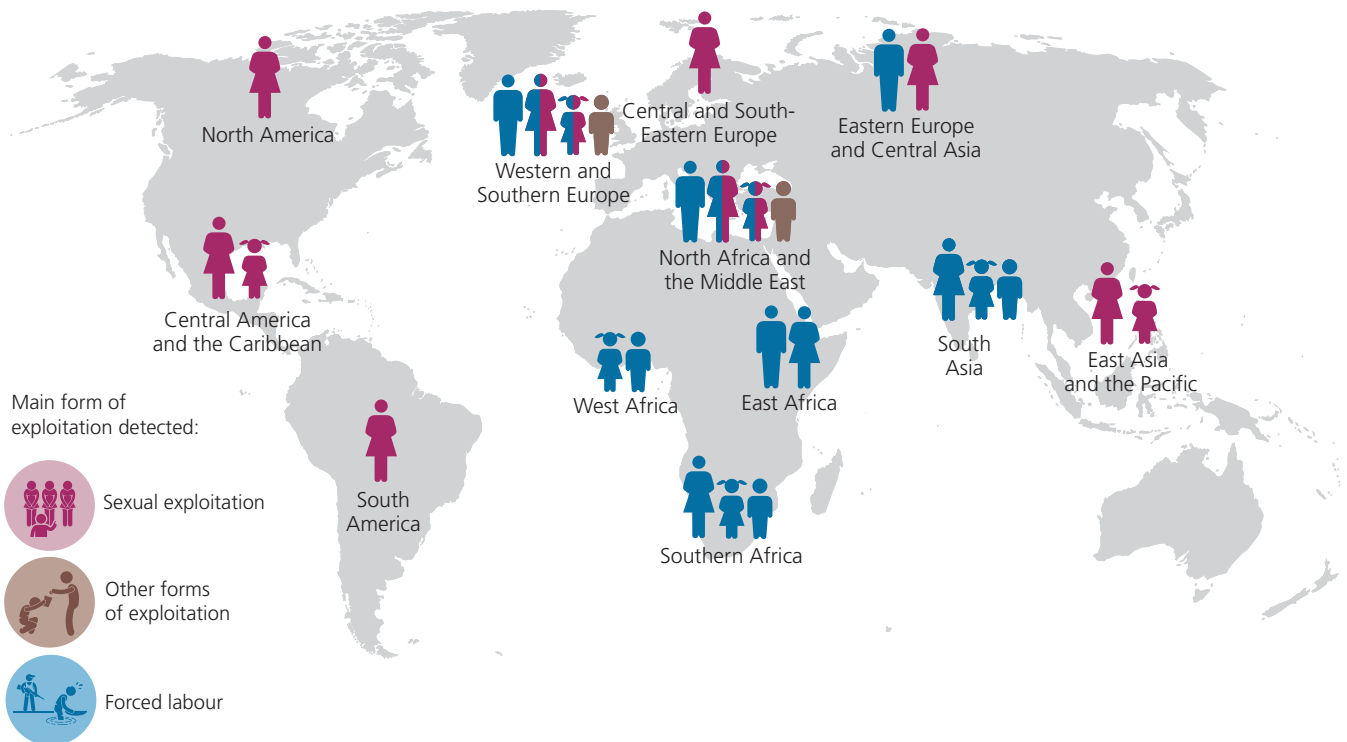 North America
Central and South-
Eastern Europe
Eastern Europe
and Central Asia
Western and
Southern Europe
North Africa and
the Middle East
Central America
and the Caribbean
South
Asia
East Asia
and the Pacific
West Africa
East Africa
South
America
Southern Africa
Main form of
exploitation detected:
Sexual exploitation
Other forms
of exploitation
Forced labour